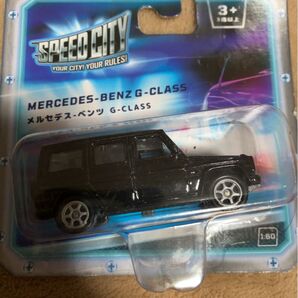 SPEED CITY
YOUR CITY! YOUR RULES!
3+
MERCEDES-BENZ G-CLASS
メルセデス・ベンツ G-CLASS
1:60